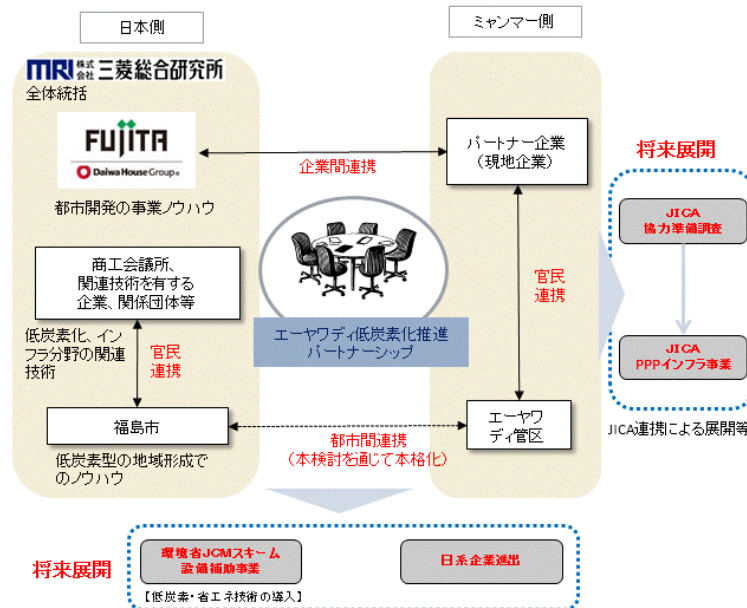 日本側
ミャンマー側
MRI 株式会社 三菱総合研究所
全体統括
FUJITA
Daiwa House Group®
都市開発の事業ノウハウ
企業間連携
パートナー企業
（現地企業）
将来展開
JICA
協力準備調査
商工会議所、
関連技術を有する
企業、関係団体等
官民
連携
低炭素化、イン
フラ分野の関連
技術
官民
連携
エーヤワディ低炭素化推進
パートナーシップ
JICA
PPPインフラ事業
JICA連携による展開等
福島市
都市間連携
（本検討を通じて本格化）
エーヤワ
ディ管区
低炭素型の地域形成で
のノウハウ
将来展開
環境省JCMスキーム
設備補助事業
日系企業進出
【低炭素・省エネ技術の導入】